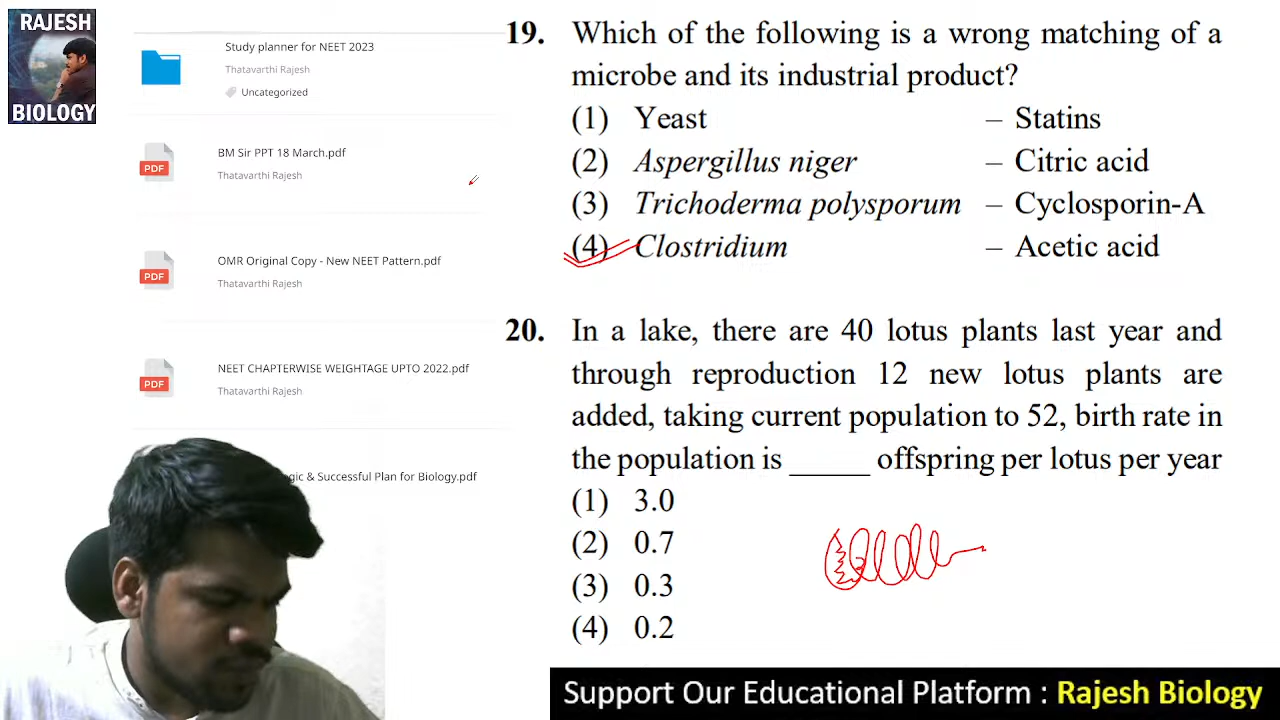 RAJESH
BIOLOGY
Study planner for NEET 2023
Thatavarthi Rajesh
Uncategorized
PDF
BM Sir PPT 18 March.pdf
Thatavarthi Rajesh
PDF
OMR Original Copy - New NEET Pattern.pdf
Thatavarthi Rajesh
PDF
NEET CHAPTERWISE WEIGHTAGE UPTO 2022.pdf
Thatavarthi Rajesh
& Successful Plan for Biology.pdf
19. Which of the following is a wrong matching of a
microbe and its industrial product?
(1) Yeast – Statins
(2) Aspergillus niger – Citric acid
(3) Trichoderma polysporum – Cyclosporin-A
(4) Clostridium – Acetic acid
20. In a lake, there are 40 lotus plants last year and
through reproduction 12 new lotus plants are
added, taking current population to 52, birth rate in
the population is _____ offspring per lotus per year
(1) 3.0
(2) 0.7
(3) 0.3
(4) 0.2
Support Our Educational Platform : Rajesh Biology